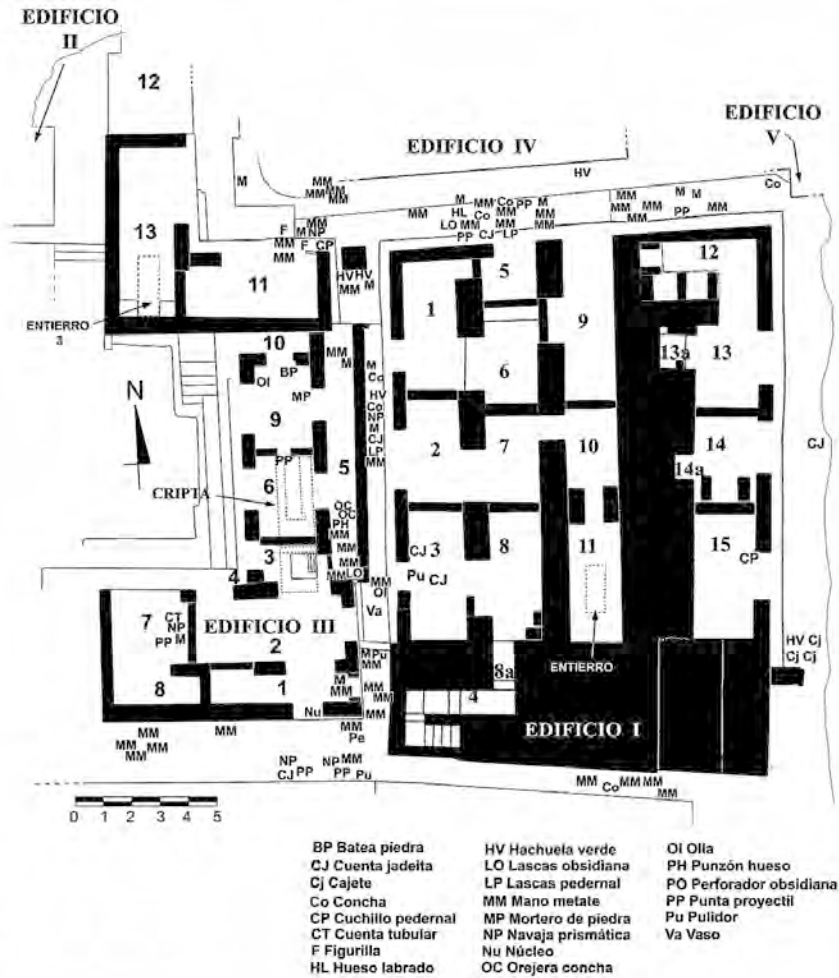 EDIFICIO
II
12
EDIFICIO IV
EDIFICIO
V
HV
M
MM
MM
MM MM
MM
M MM Co PP M
HL Co MM MM
LO MM MM MM
PP CJ LP
MM
MM MM
MM
M M
PP
MM
Co
F M NP
MM
MM F CP
MM
13
11
HV HV
MM M
ENTIERRO
3
1
5
9
12
6
13a
13
10
OI
BP
MP
9
MM
M
M
Co
HV
Co
NP
M
CJ
LP
MM
N
2
7
10
14
14a
PP
6
5
CRIPTA
OC
OC
PH
MM
MM
MM
MM LO
3
4
CJ
3
Pu CJ
8
11
15
CP
CJ
MM
OI
Va
7
CT
NP
PP M
EDIFICIO III
2
8
1
M Pu
MM
M
MM
MM
MM
MM
Nu
MM
Pe
8a
4
ENTIERRO
EDIFICIO I
HV Cj
Cj Cj
MM
MM
MM
MM
MM
NP
CJ PP
NP MM
PP Pu
MM Co MM MM
MM
0 1 2 3 4 5
BP Batea piedra
CJ Cuenta jadeita
Cj Cajete
Co Concha
CP Cuchillo pedernal
CT Cuenta tubular
F Figurilla
HL Hueso labrado
HV Hachuela verde
LO Lascas obsidiana
LP Lascas pedernal
MM Mano metate
MP Mortero de piedra
NP Navaja prismática
Nu Núcleo
OC Orejera concha
OI Olla
PH Punzón hueso
PO Perforador obsidiana
PP Punta proyectil
Pu Pulidor
Va Vaso